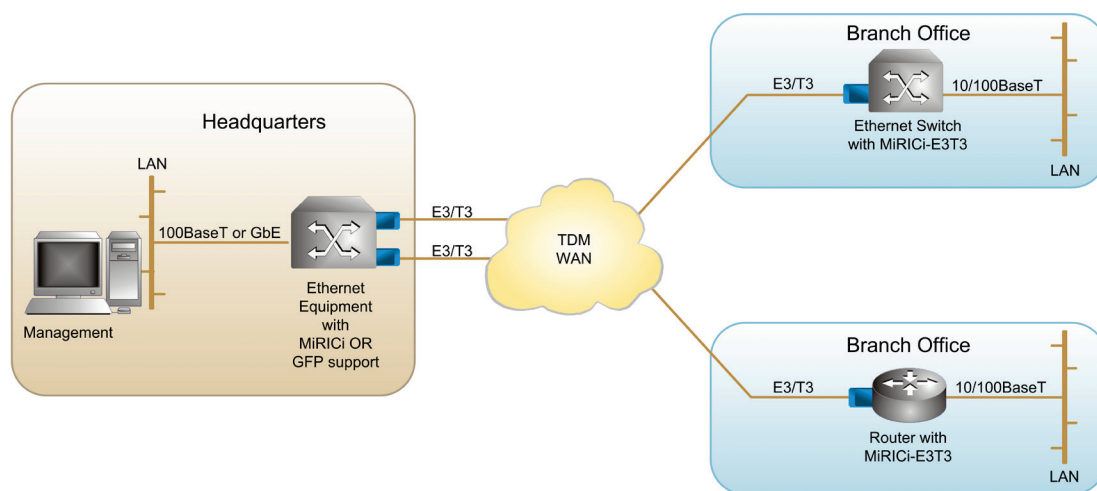 Headquarters
LAN
100BaseT or GbE
Management
Ethernet
Equipment
with
MiRICi OR
GFP support
E3/T3
E3/T3
TDM
WAN
Branch Office
E3/T3
10/100BaseT
Ethernet Switch
with MiRICi-E3T3
LAN
Branch Office
E3/T3
10/100BaseT
Router with
MiRICi-E3T3
LAN